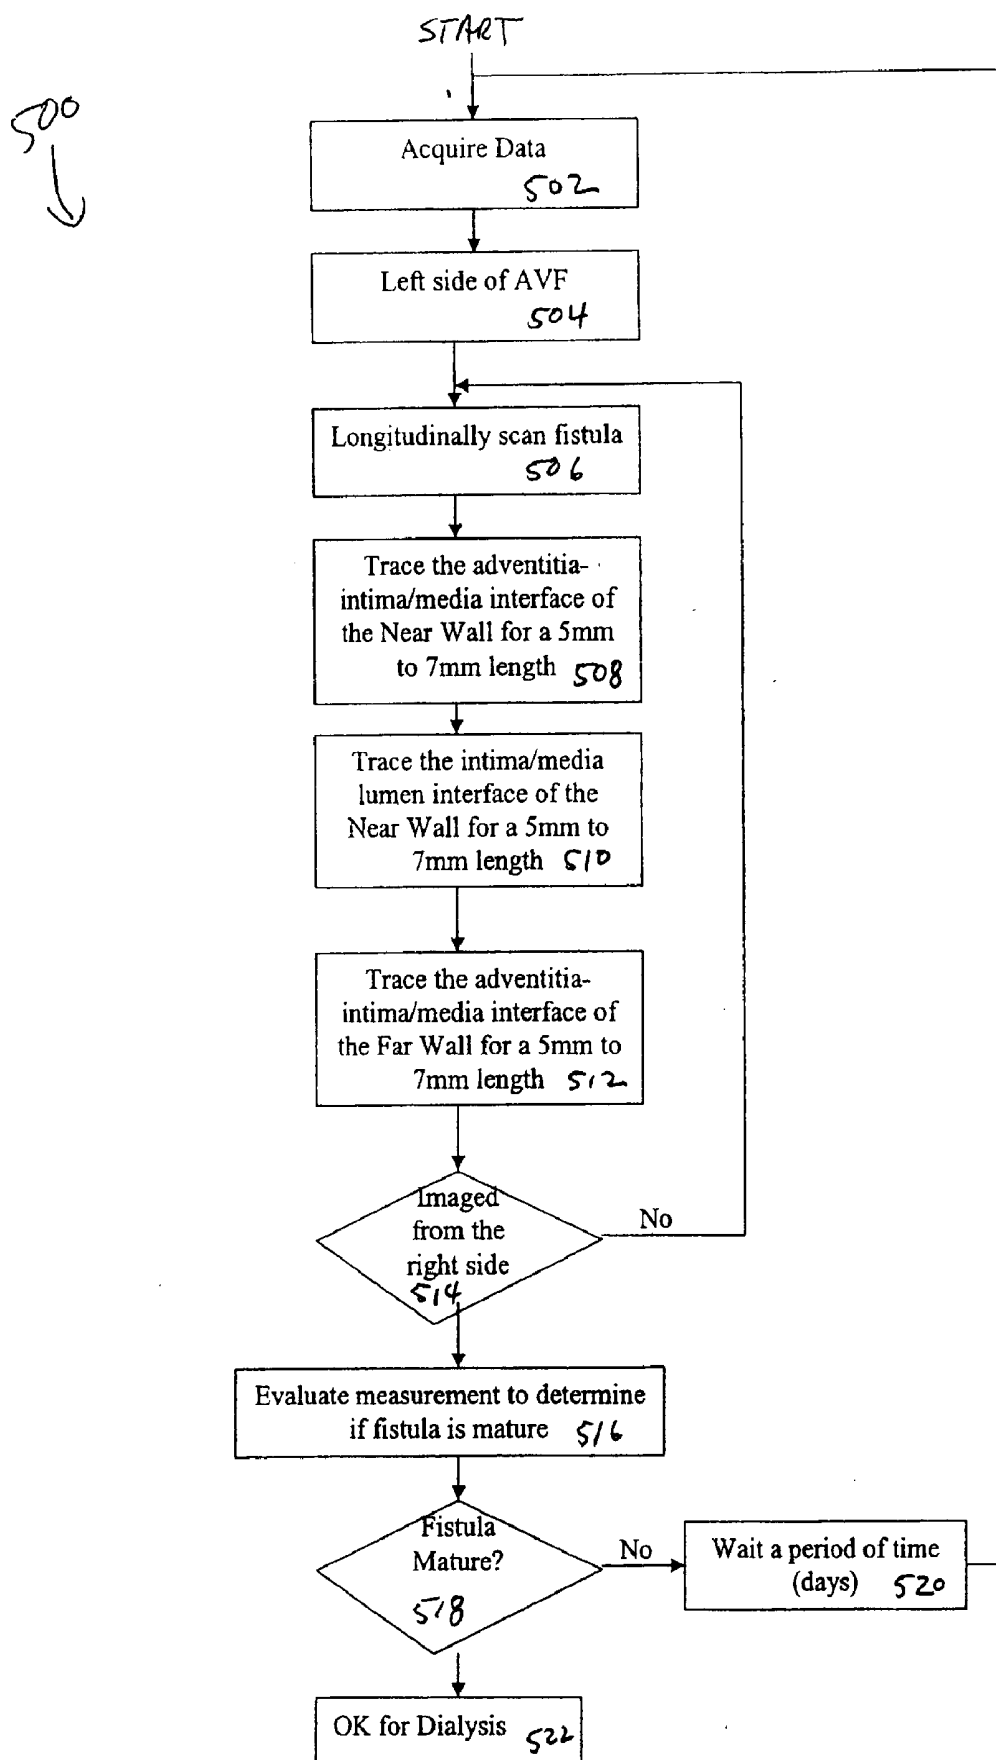 START
500
Acquire Data
502
Left side of AVF
504
Longitudinally scan fistula
506
Trace the adventitia-
intima/media interface of
the Near Wall for a 5mm
to 7mm length 508
Trace the intima/media
lumen interface of the
Near Wall for a 5mm to
7mm length 510
Trace the adventitia-
intima/media interface of
the Far Wall for a 5mm to
7mm length 512
Imaged
from the
right side
514
No
Evaluate measurement to determine
if fistula is mature 516
Fistula
Mature?
518
No
Wait a period of time
(days) 520
OK for Dialysis 522